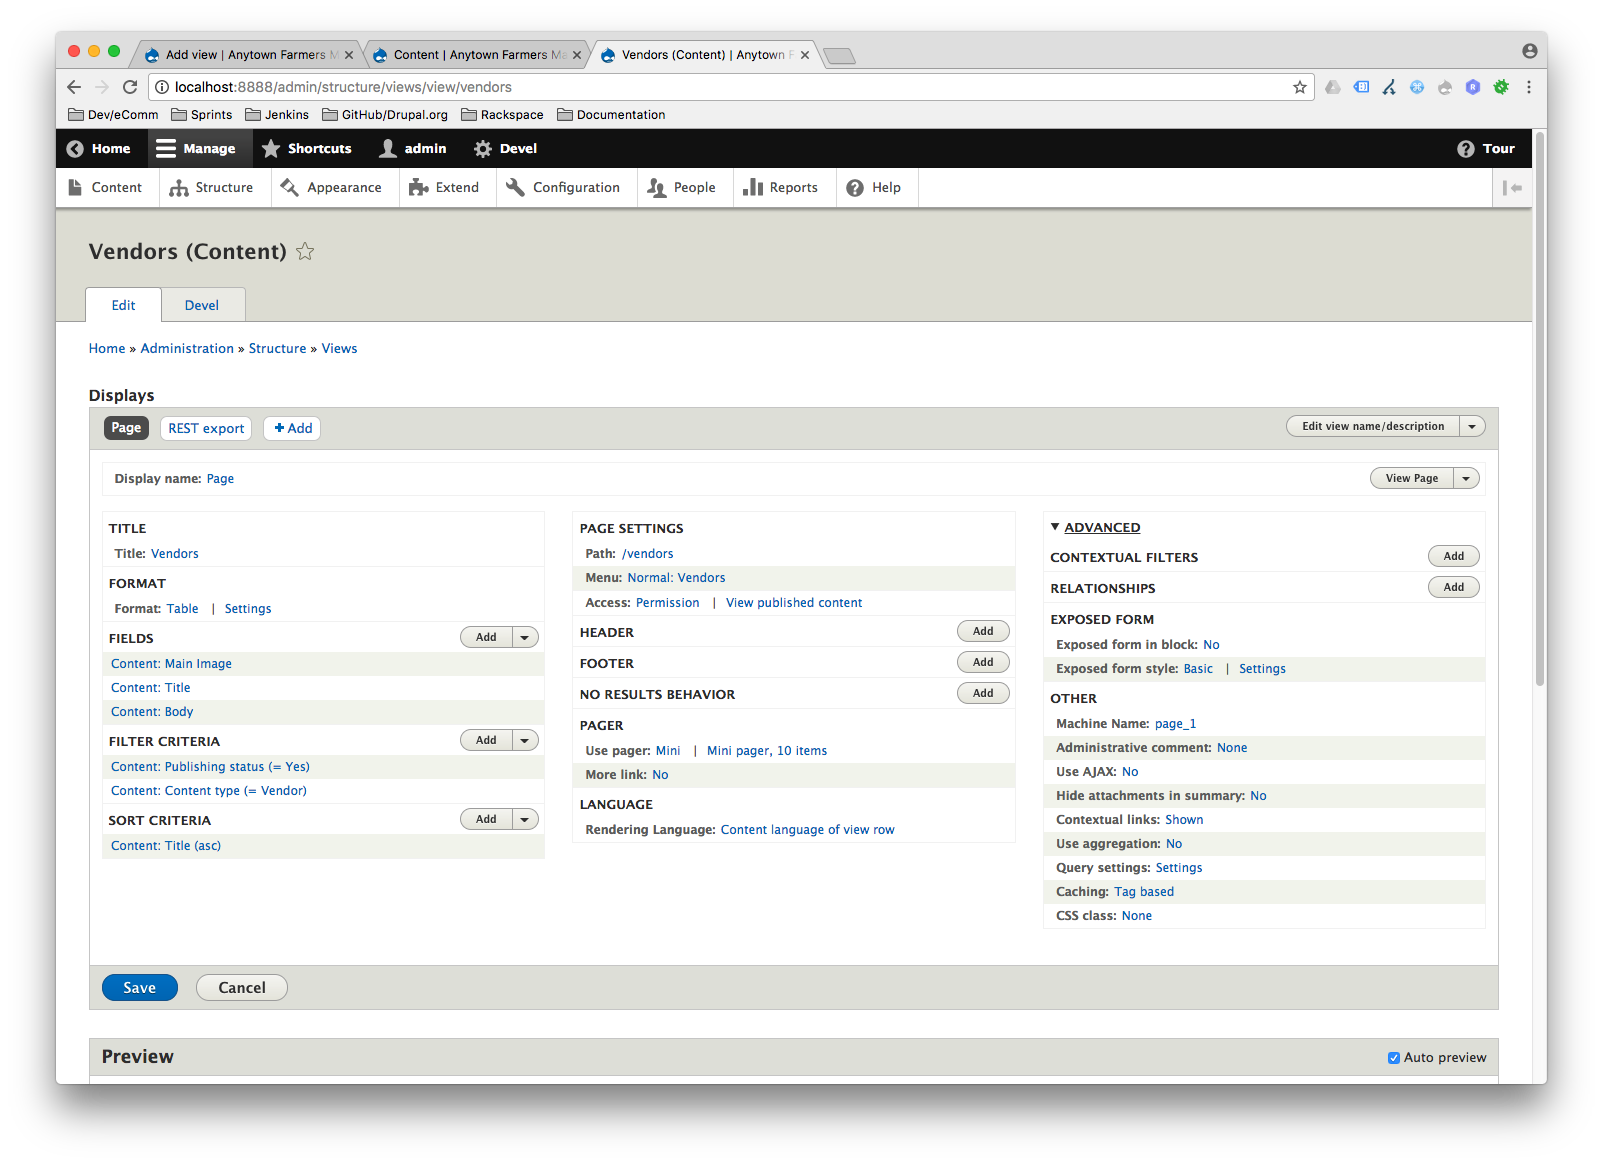 Add view | Anytown Farmers M
Content | Anytown Farmers Ma
Vendors (Content) | Anytown F
localhost:8888/admin/structure/views/view/vendors
Dev/eComm Sprints Jenkins GitHub/Drupal.org Rackspace Documentation
Home Manage Shortcuts admin Devel Tour
Content Structure Appearance Extend Configuration People Reports Help
Vendors (Content)
Edit Devel
Home » Administration » Structure » Views
Displays
Page REST export + Add Edit view name/description
Display name: Page View Page
TITLE
Title: Vendors
FORMAT
Format: Table | Settings
FIELDS Add
Content: Main Image
Content: Title
Content: Body
FILTER CRITERIA Add
Content: Publishing status (= Yes)
Content: Content type (= Vendor)
SORT CRITERIA Add
Content: Title (asc)
PAGE SETTINGS
Path: /vendors
Menu: Normal: Vendors
Access: Permission | View published content
HEADER Add
FOOTER Add
NO RESULTS BEHAVIOR Add
PAGER
Use pager: Mini | Mini pager, 10 items
More link: No
LANGUAGE
Rendering Language: Content language of view row
ADVANCED
CONTEXTUAL FILTERS Add
RELATIONSHIPS Add
EXPOSED FORM
Exposed form in block: No
Exposed form style: Basic | Settings
OTHER
Machine Name: page_1
Administrative comment: None
Use AJAX: No
Hide attachments in summary: No
Contextual links: Shown
Use aggregation: No
Query settings: Settings
Caching: Tag based
CSS class: None
Save Cancel
Preview Auto preview